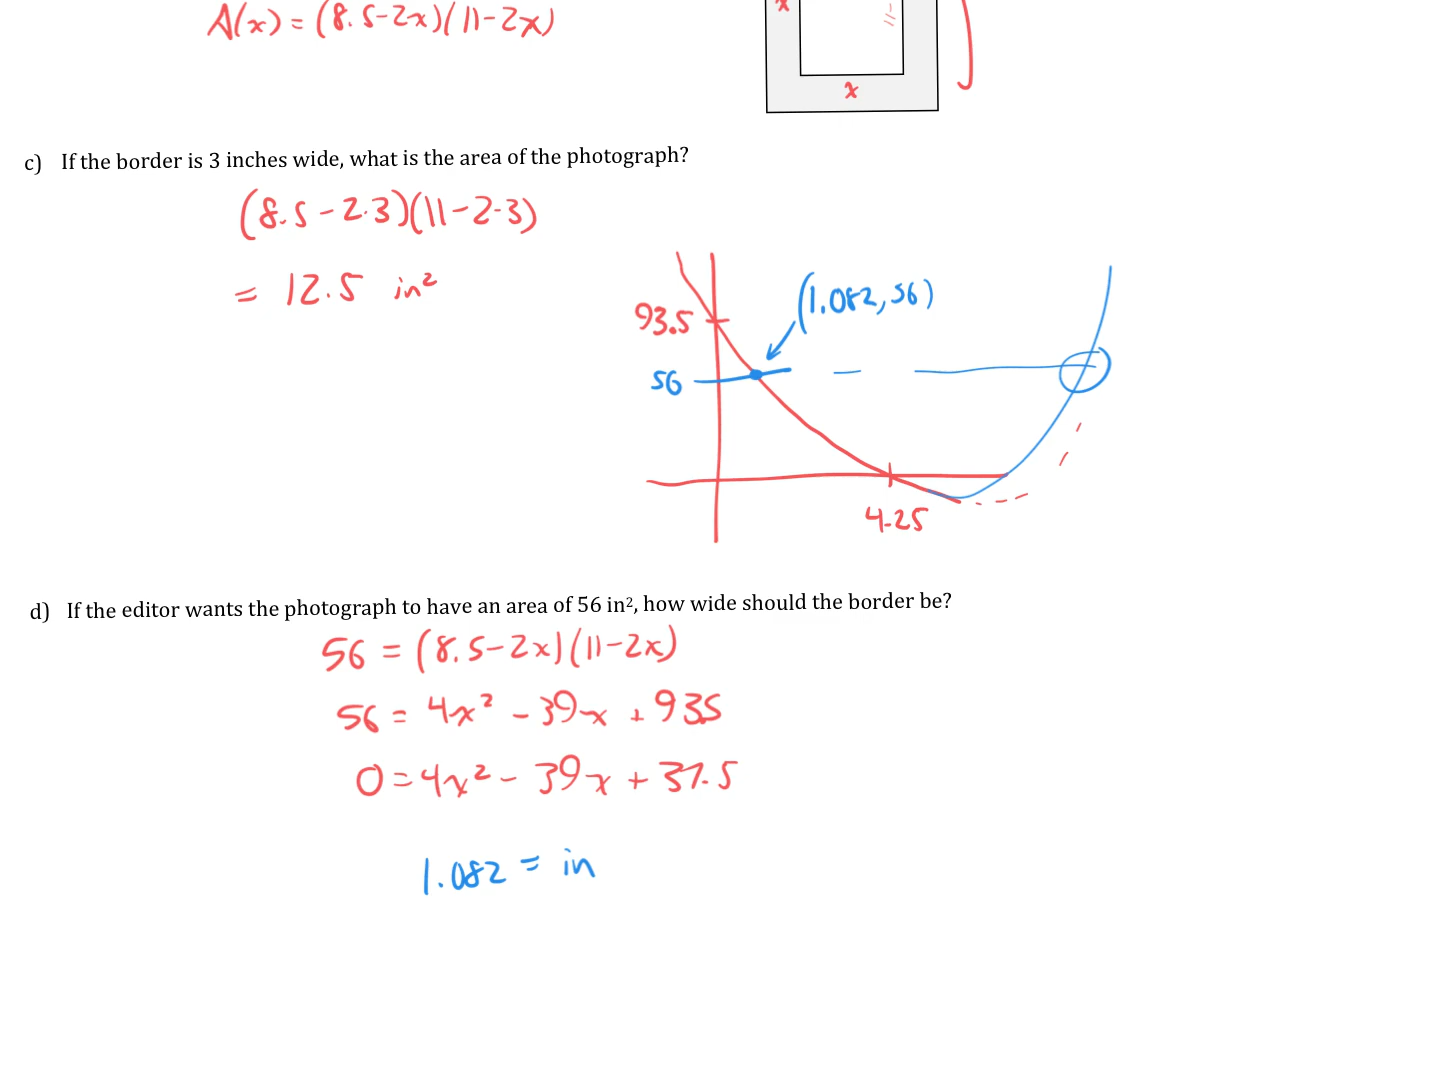 A(x) = (8.5-2x)(11-2x)
x
x
c) If the border is 3 inches wide, what is the area of the photograph?
(8.5-2·3)(11-2·3)
= 12.5 in²
(1.082, 56)
93.5
56
4.25
d) If the editor wants the photograph to have an area of 56 in², how wide should the border be?
56 = (8.5-2x)(11-2x)
56 = 4x² - 39x + 93.5
0 = 4x² - 39x + 37.5
1.082 = in